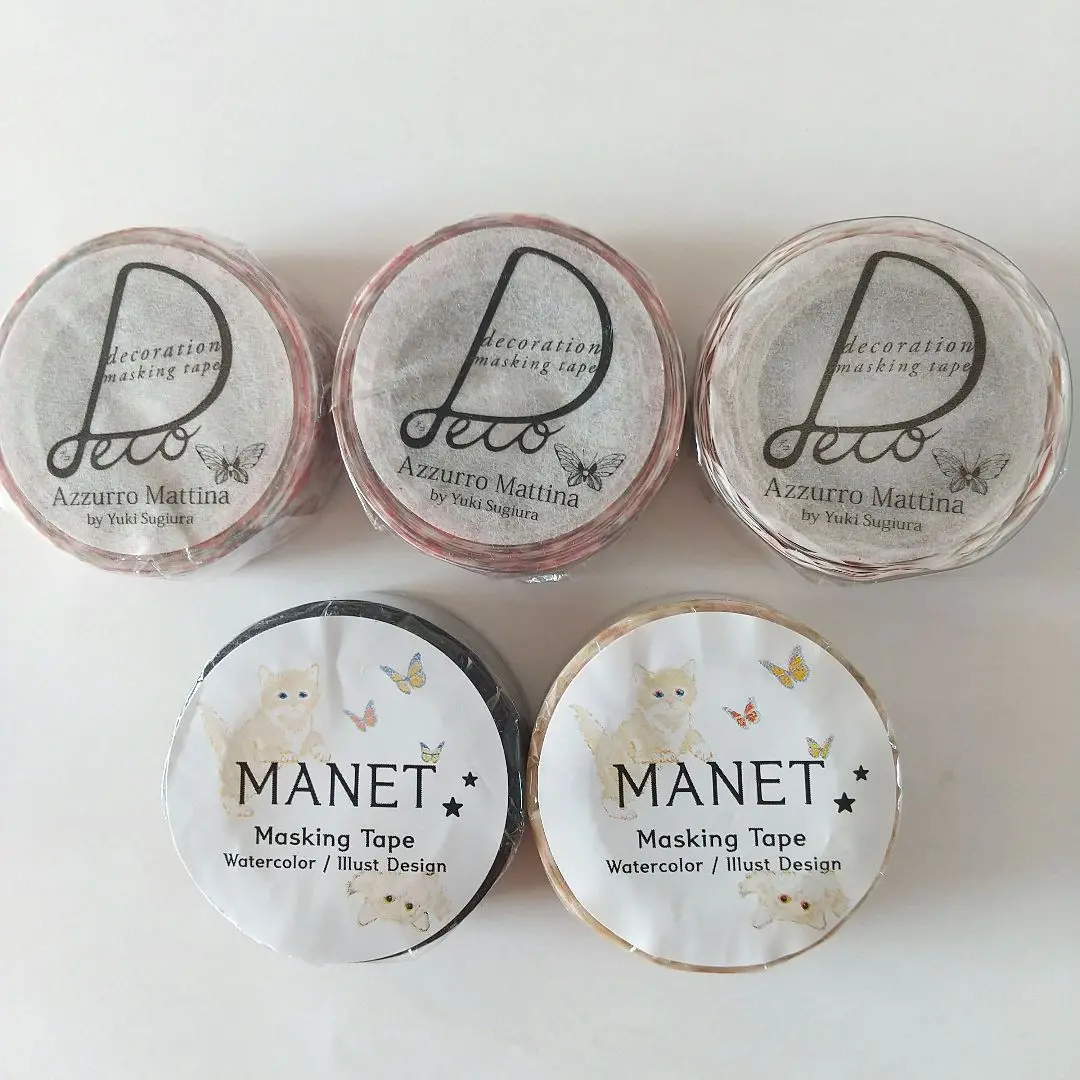 D
decoration
masking tape
Deco
Azzurro Mattina
by Yuki Sugiura
D
decoration
masking tape
Deco
Azzurro Mattina
by Yuki Sugiura
D
decoration
masking tape
Deco
Azzurro Mattina
by Yuki Sugiura
MANET
Masking Tape
Watercolor / Illust Design
MANET
Masking Tape
Watercolor / Illust Design